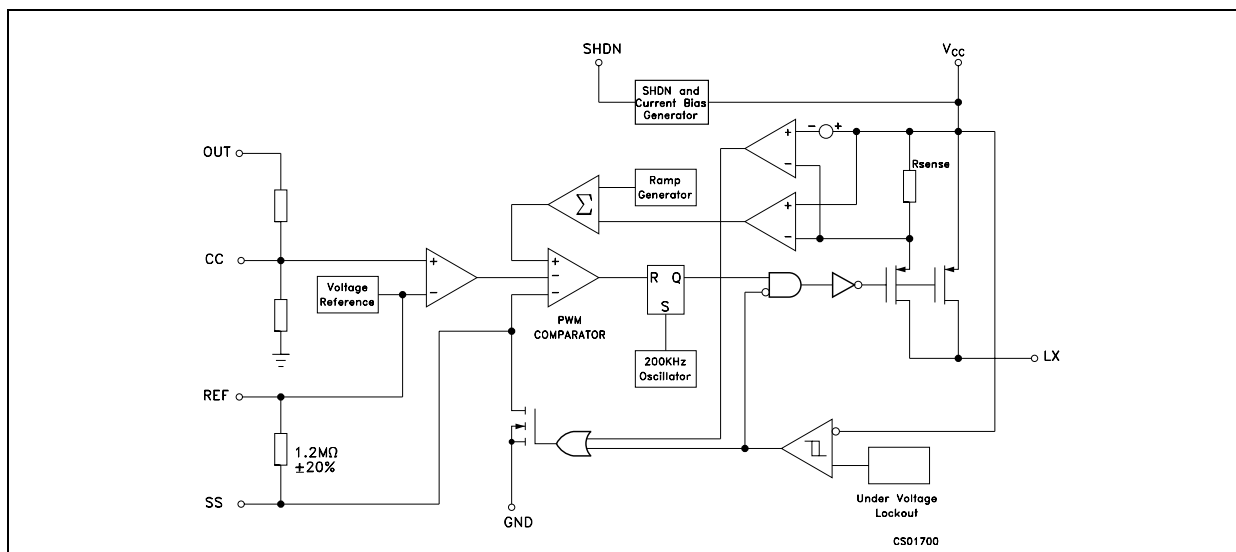 SHDN
VCC
SHDN and
Current Bias
Generator
- +
+
-
Rsense
OUT
Ramp
Generator
Σ
+
-
CC
+
-
Voltage
Reference
+
-
-
PWM
COMPARATOR
R Q
S
200KHz
Oscillator
LX
REF
1.2MΩ
±20%
SS
GND
Under Voltage
Lockout
CS01700